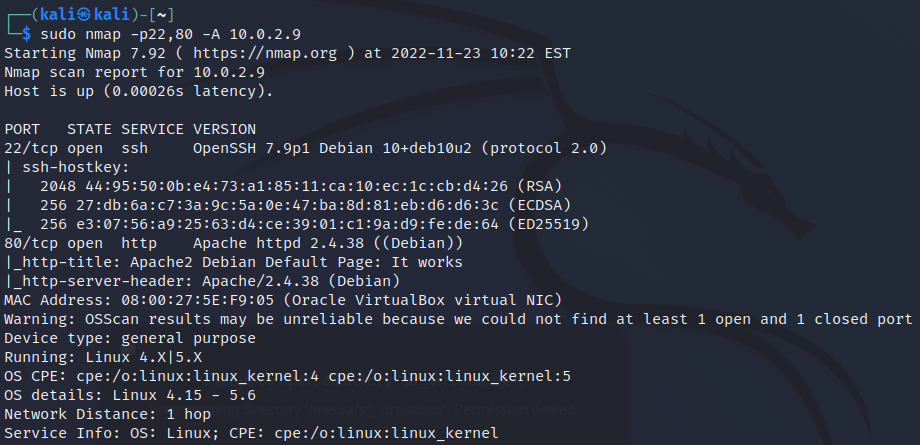 ┌──(kali㉿kali)-[~]
└─$ sudo nmap -p22,80 -A 10.0.2.9
Starting Nmap 7.92 ( https://nmap.org ) at 2022-11-23 10:22 EST
Nmap scan report for 10.0.2.9
Host is up (0.00026s latency).

PORT   STATE SERVICE VERSION
22/tcp open  ssh     OpenSSH 7.9p1 Debian 10+deb10u2 (protocol 2.0)
| ssh-hostkey:
|   2048 44:95:50:0b:e4:73:a1:85:11:ca:10:ec:1c:cb:d4:26 (RSA)
|   256 27:db:6a:c7:3a:9c:5a:0e:47:ba:8d:81:eb:d6:d6:3c (ECDSA)
|_  256 e3:07:56:a9:25:63:d4:ce:39:01:c1:9a:d9:fe:de:64 (ED25519)
80/tcp open  http    Apache httpd 2.4.38 ((Debian))
|_http-title: Apache2 Debian Default Page: It works
|_http-server-header: Apache/2.4.38 (Debian)
MAC Address: 08:00:27:5E:F9:05 (Oracle VirtualBox virtual NIC)
Warning: OSScan results may be unreliable because we could not find at least 1 open and 1 closed port
Device type: general purpose
Running: Linux 4.X|5.X
OS CPE: cpe:/o:linux:linux_kernel:4 cpe:/o:linux:linux_kernel:5
OS details: Linux 4.15 - 5.6
Network Distance: 1 hop
Service Info: OS: Linux; CPE: cpe:/o:linux:linux_kernel